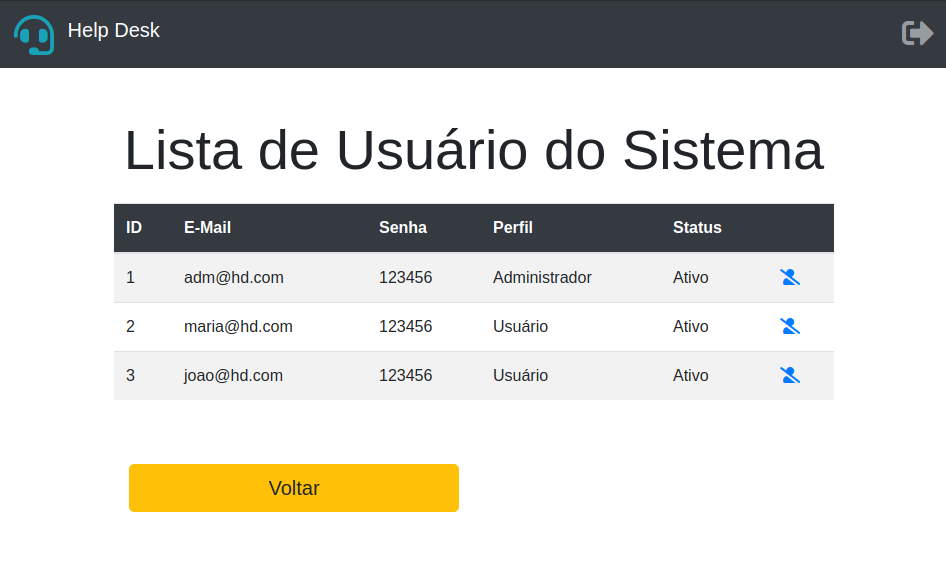 Help Desk
Lista de Usuário do Sistema
ID E-Mail Senha Perfil Status
1 adm@hd.com 123456 Administrador Ativo
2 maria@hd.com 123456 Usuário Ativo
3 joao@hd.com 123456 Usuário Ativo
Voltar